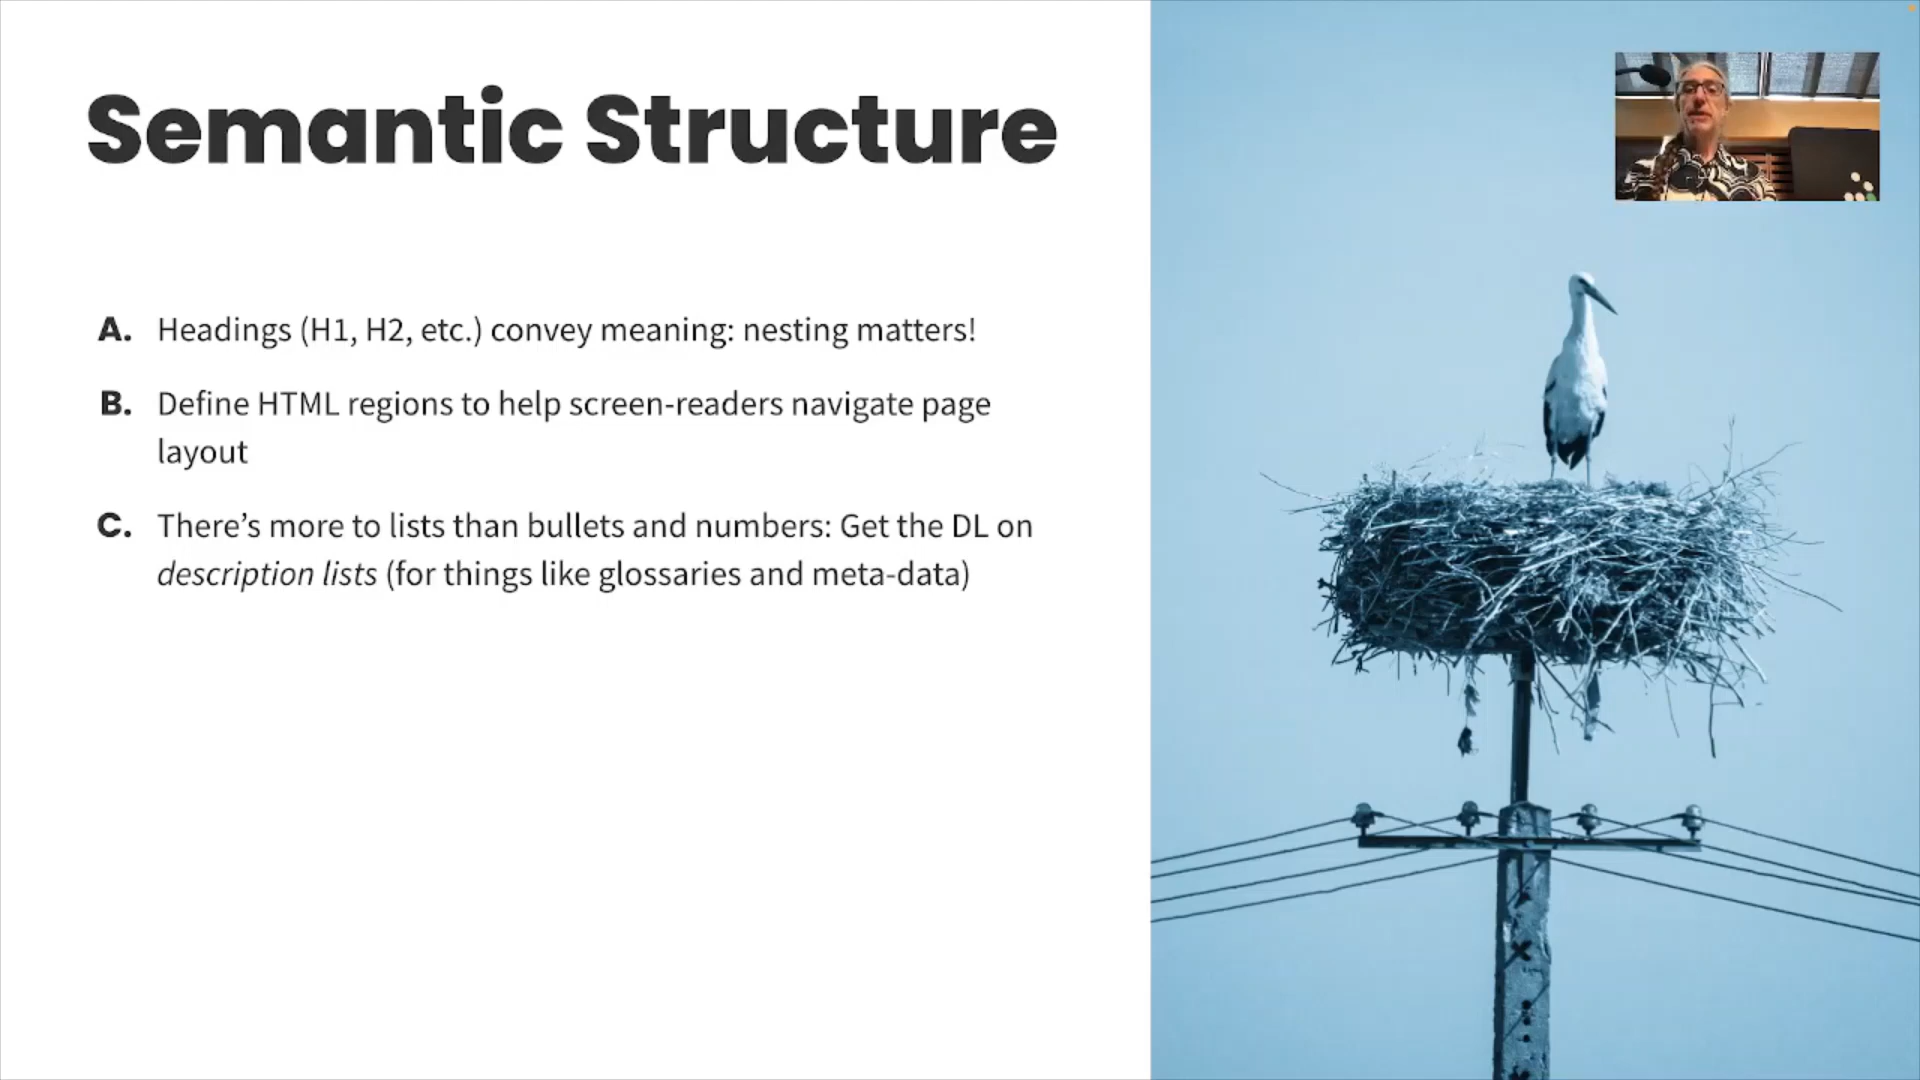 Semantic Structure
A. Headings (H1, H2, etc.) convey meaning: nesting matters!
B. Define HTML regions to help screen-readers navigate page
layout
C. There’s more to lists than bullets and numbers: Get the DL on
description lists (for things like glossaries and meta-data)